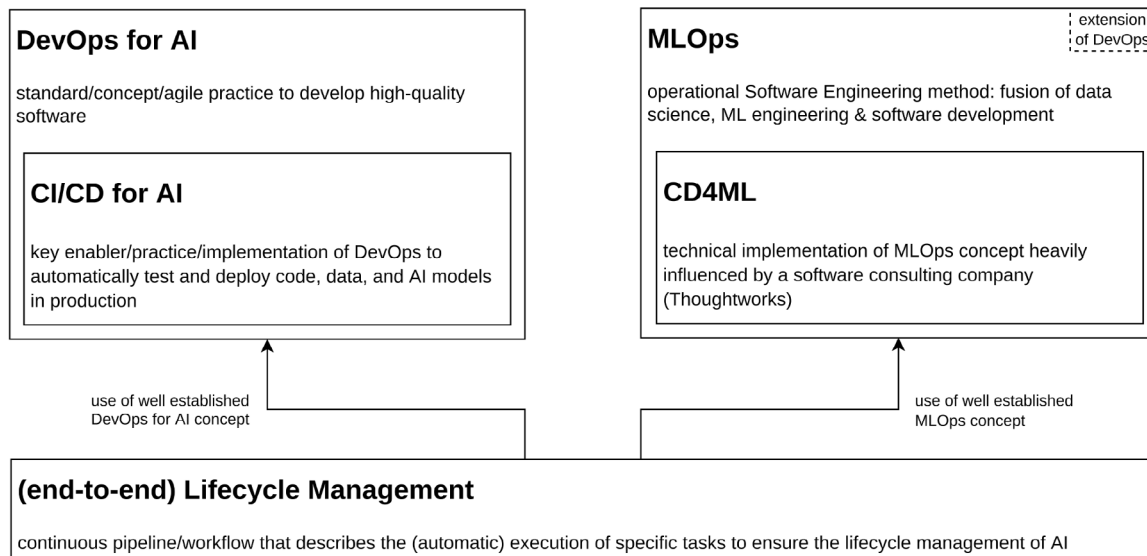 DevOps for AI
standard/concept/agile practice to develop high-quality
software
CI/CD for AI
key enabler/practice/implementation of DevOps to
automatically test and deploy code, data, and AI models
in production
MLOps
extension
of DevOps
operational Software Engineering method: fusion of data
science, ML engineering & software development
CD4ML
technical implementation of MLOps concept heavily
influenced by a software consulting company
(Thoughtworks)
use of well established
DevOps for AI concept
use of well established
MLOps concept
(end-to-end) Lifecycle Management
continuous pipeline/workflow that describes the (automatic) execution of specific tasks to ensure the lifecycle management of AI